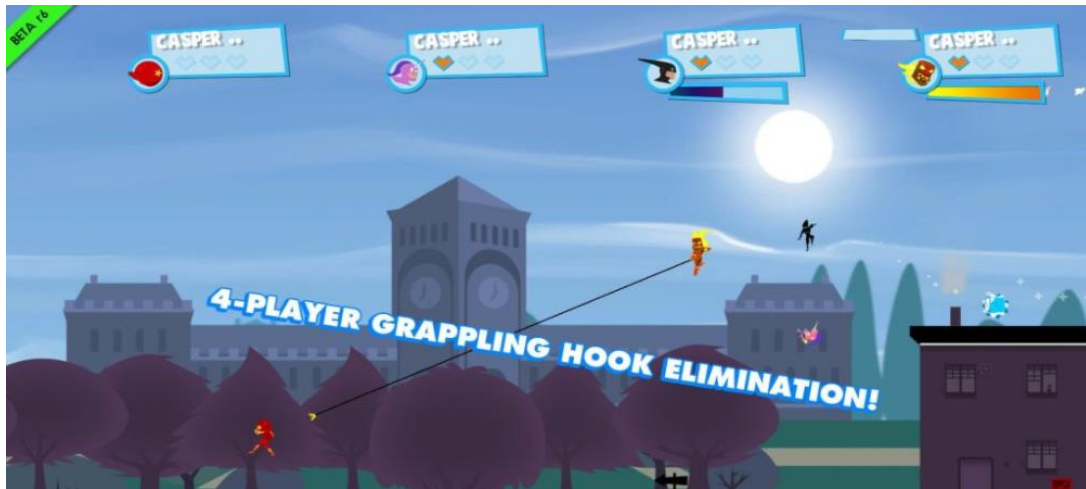 BETA r6
CASPER ..
CASPER ..
CASPER ..
CASPER ..
4-PLAYER GRAPPLING HOOK ELIMINATION!